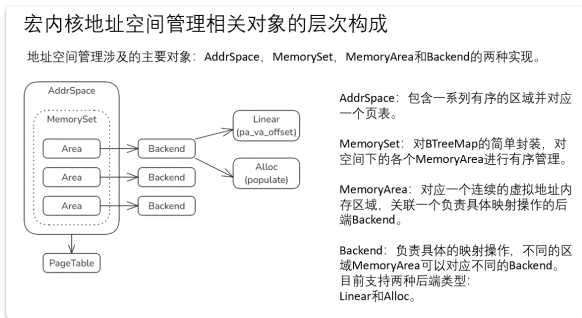 宏内核地址空间管理相关对象的层次构成
地址空间管理涉及的主要对象：AddrSpace，MemorySet，MemoryArea和Backend的两种实现。
AddrSpace
MemorySet
Area
Backend
Area
Backend
Area
Backend
Linear
(pa_va_offset)
Alloc
(populate)
PageTable
AddrSpace：包含一系列有序的区域并对应
一个页表。
MemorySet：对BTreeMap的简单封装，对
空间下的各个MemoryArea进行有序管理。
MemoryArea：对应一个连续的虚拟地址内
存区域，关联一个负责具体映射操作的后
端Backend。
Backend：负责具体的映射操作，不同的区
域MemoryArea可以对应不同的Backend。
目前支持两种后端类型：
Linear和Alloc。